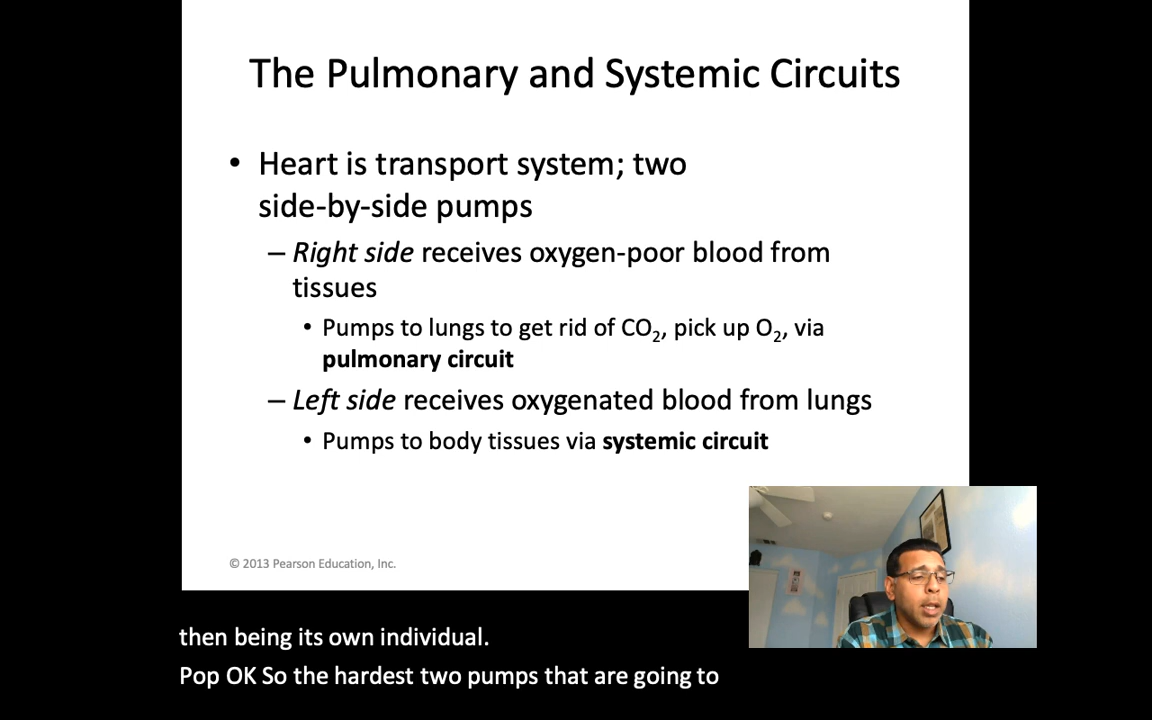 The Pulmonary and Systemic Circuits
• Heart is transport system; two
side-by-side pumps
– Right side receives oxygen-poor blood from
tissues
• Pumps to lungs to get rid of CO₂, pick up O₂, via
pulmonary circuit
– Left side receives oxygenated blood from lungs
• Pumps to body tissues via systemic circuit
© 2013 Pearson Education, Inc.
then being its own individual.
Pop OK So the hardest two pumps that are going to